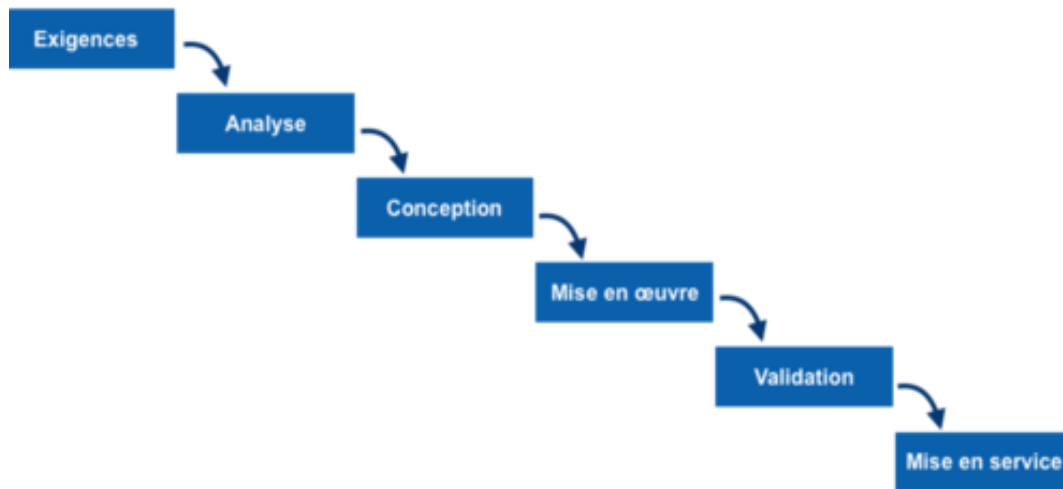 Exigences
Analyse
Conception
Mise en œuvre
Validation
Mise en service